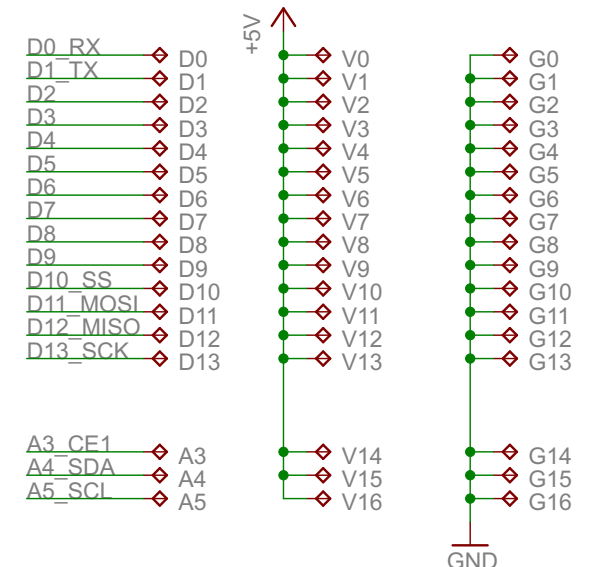 +5V
D0_RX D0 V0 G0
D1_TX D1 V1 G1
D2 D2 V2 G2
D3 D3 V3 G3
D4 D4 V4 G4
D5 D5 V5 G5
D6 D6 V6 G6
D7 D7 V7 G7
D8 D8 V8 G8
D9 D9 V9 G9
D10_SS D10 V10 G10
D11_MOSI D11 V11 G11
D12_MISO D12 V12 G12
D13_SCK D13 V13 G13
A3_CE1 A3 V14 G14
A4_SDA A4 V15 G15
A5_SCL A5 V16 G16
GND